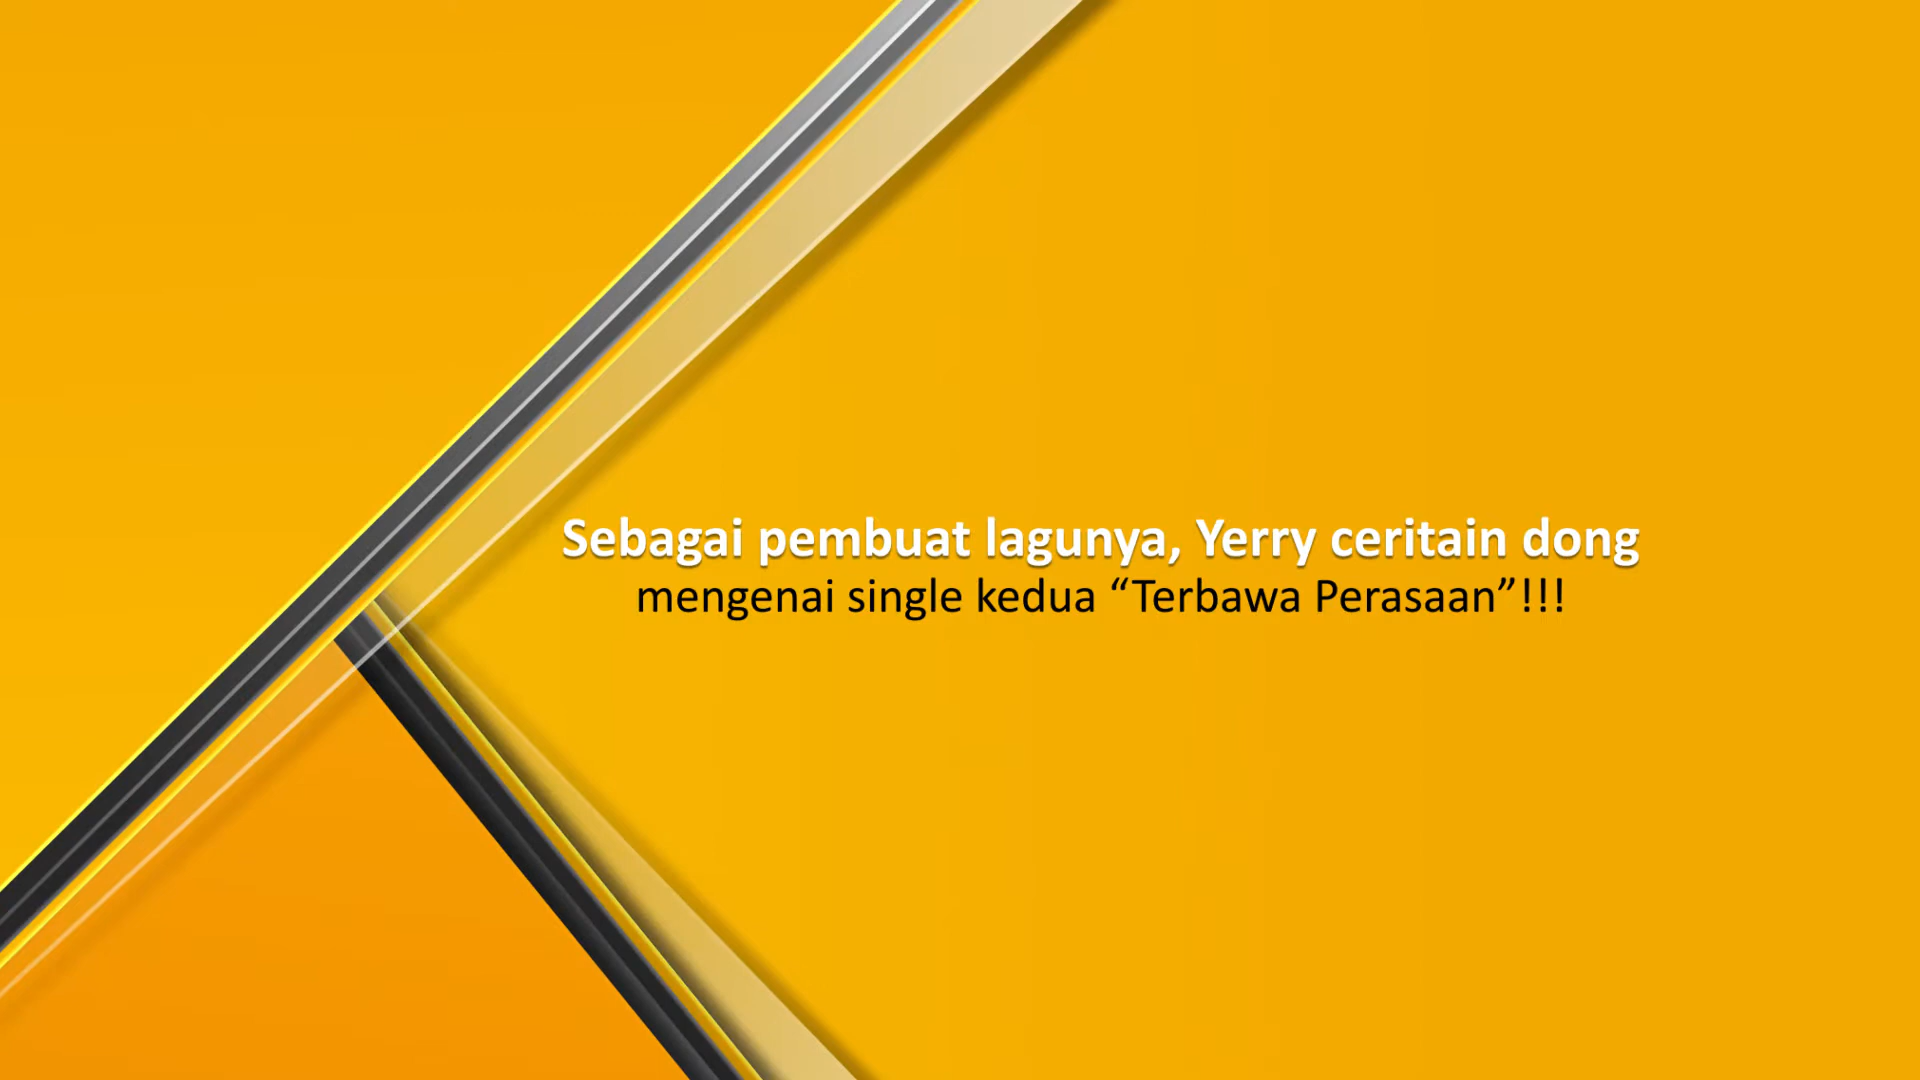 Sebagai pembuat lagunya, Yerry ceritain dong
mengenai single kedua “Terbawa Perasaan”!!!